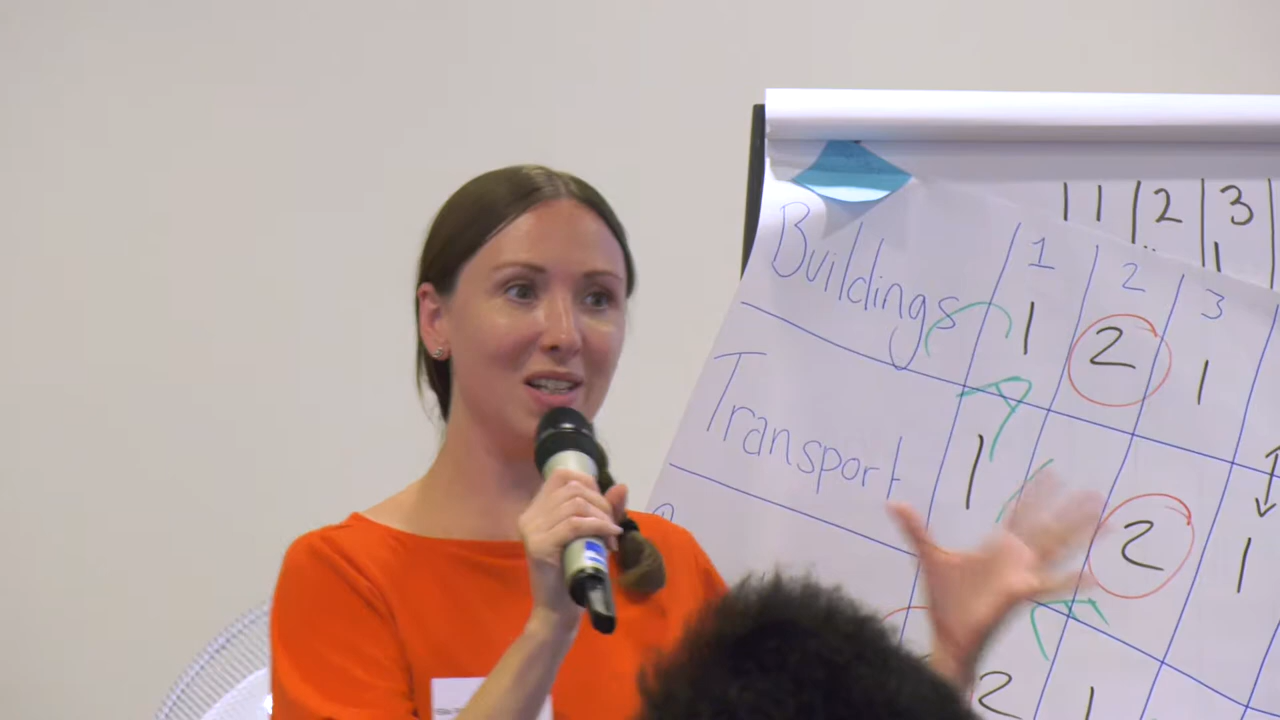 1 2 3
1 2 3
Buildings 1 2 1
Transport 1 2 1
2 1